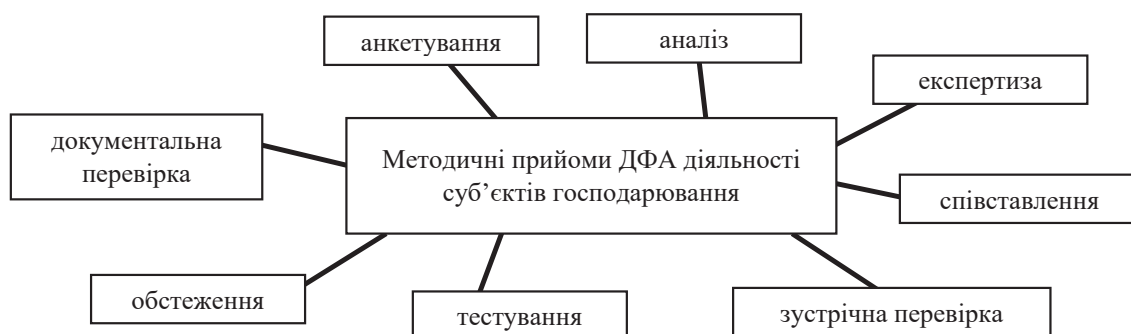 анкетування
аналіз
експертиза
документальна
перевірка
Методичні прийоми ДФА діяльності
суб’єктів господарювання
співставлення
обстеження
тестування
зустрічна перевірка